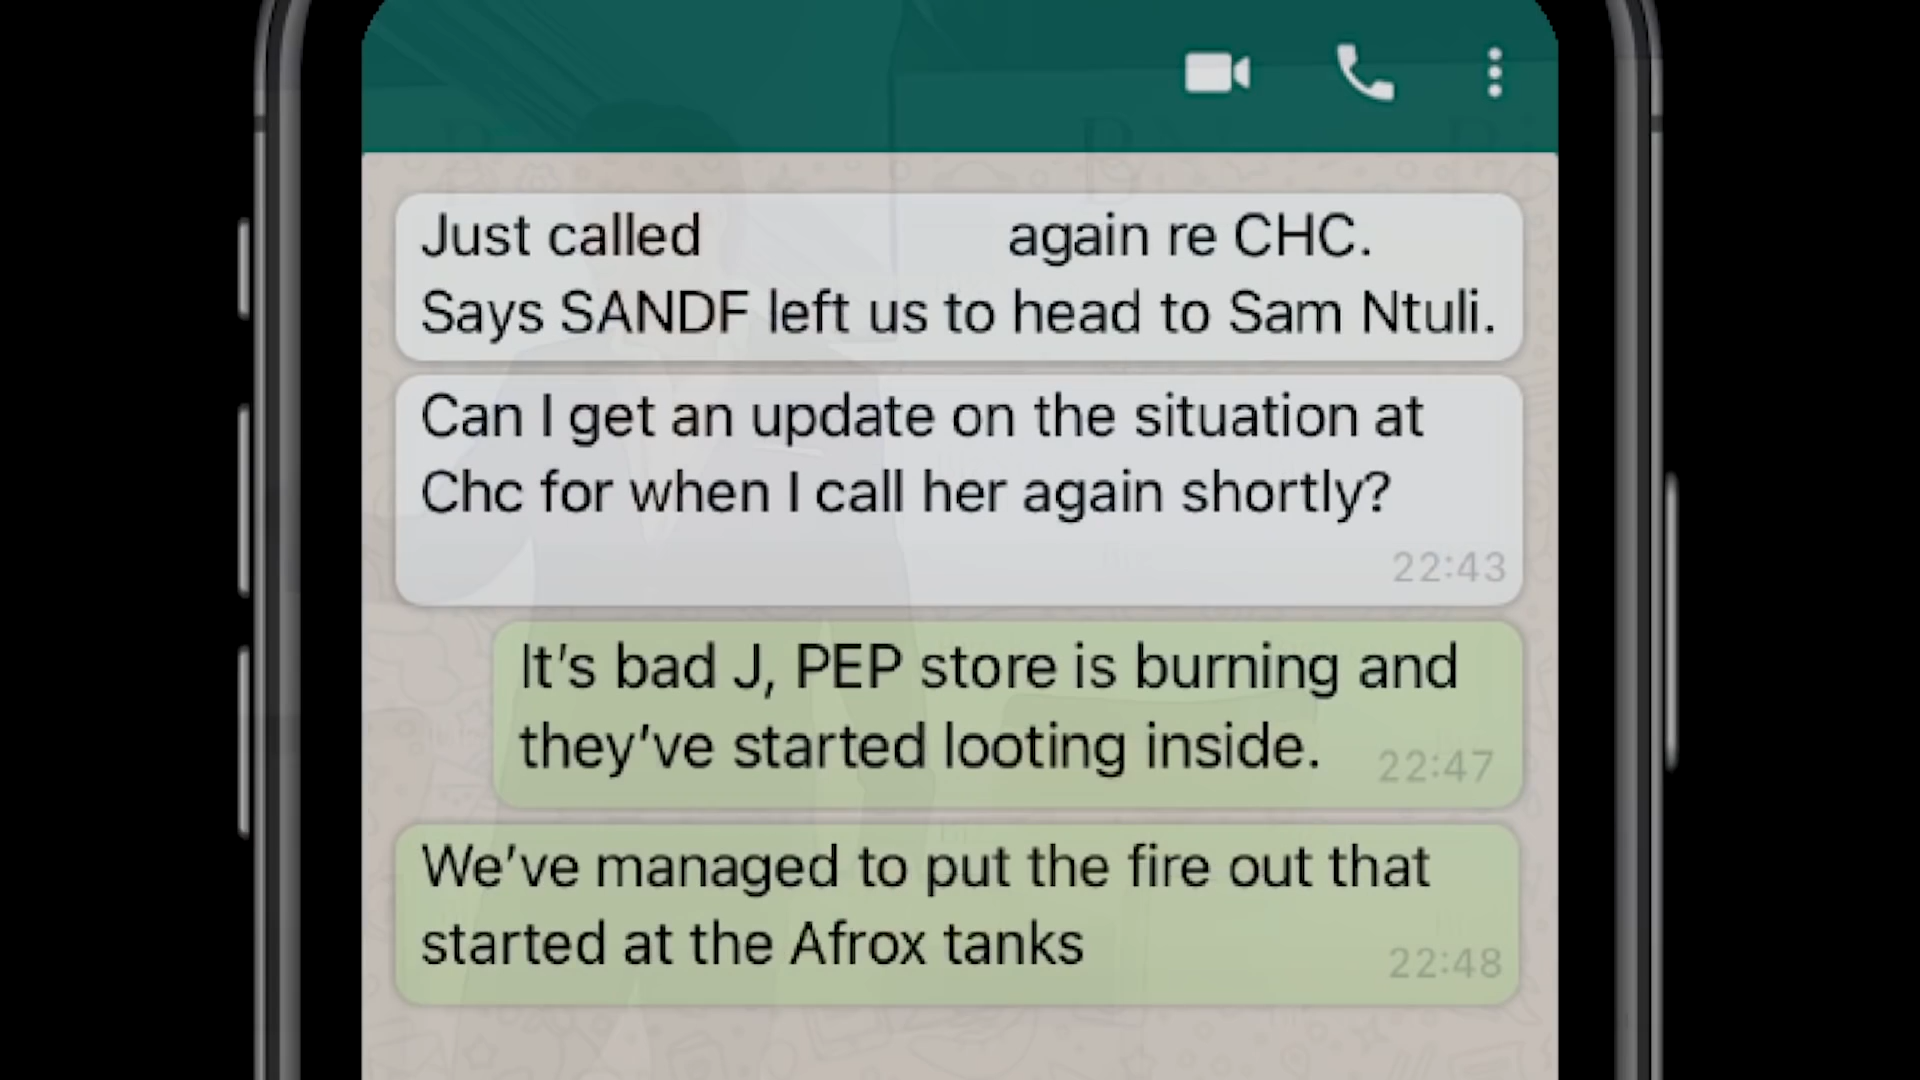 Just called again re CHC.
Says SANDF left us to head to Sam Ntuli.
Can I get an update on the situation at
Chc for when I call her again shortly?
22:43
It’s bad J, PEP store is burning and
they’ve started looting inside.
22:47
We’ve managed to put the fire out that
started at the Afrox tanks
22:48